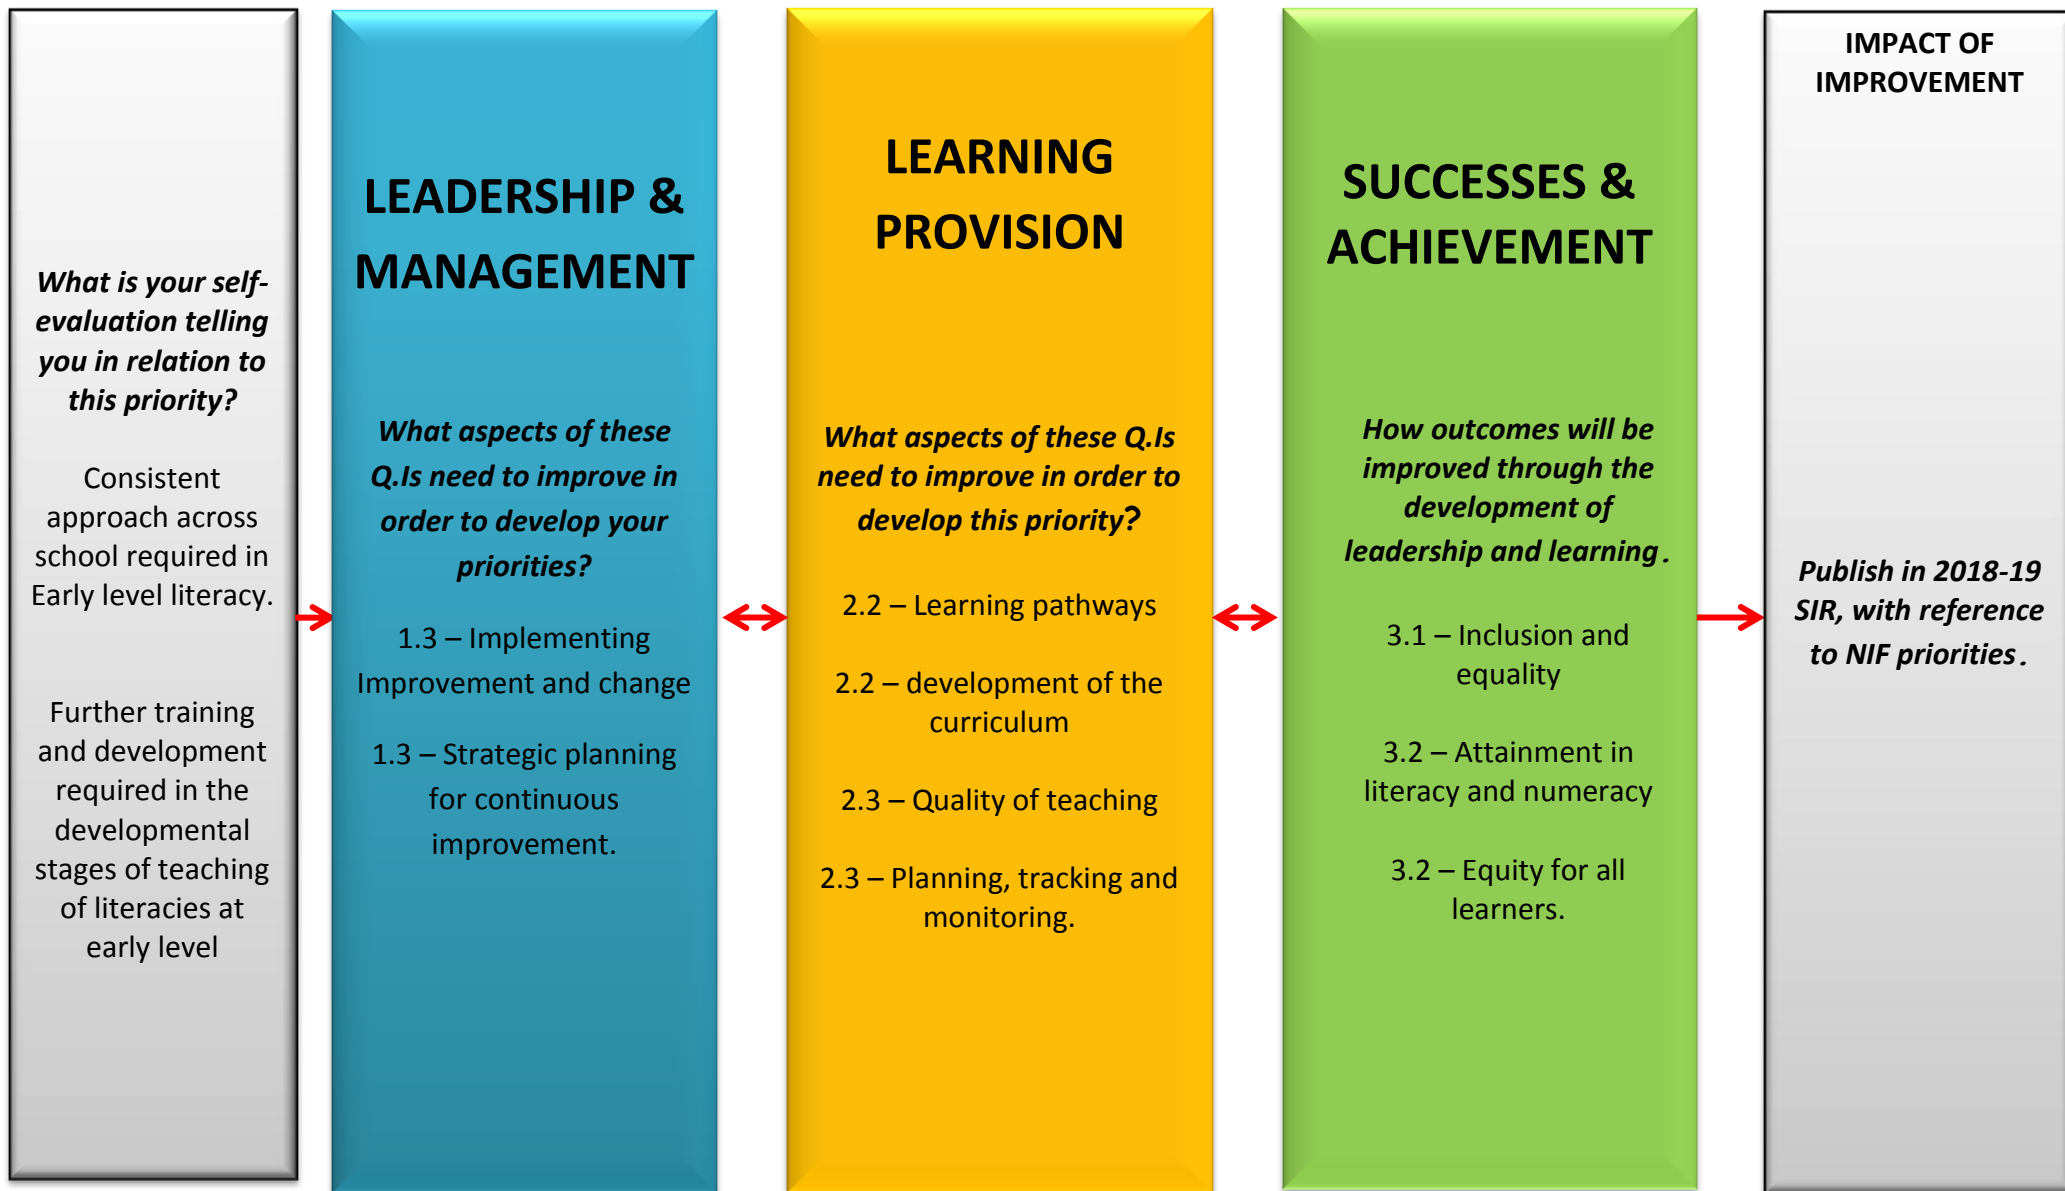 What is your self-
evaluation telling
you in relation to
this priority?
Consistent
approach across
school required in
Early level literacy.
Further training
and development
required in the
developmental
stages of teaching
of literacies at
early level
LEADERSHIP &
MANAGEMENT
What aspects of these
Q.Is need to improve in
order to develop your
priorities?
1.3 – Implementing
Improvement and change
1.3 – Strategic planning
for continuous
improvement.
LEARNING
PROVISION
What aspects of these Q.Is
need to improve in order to
develop this priority?
2.2 – Learning pathways
2.2 – development of the
curriculum
2.3 – Quality of teaching
2.3 – Planning, tracking and
monitoring.
SUCCESSES &
ACHIEVEMENT
How outcomes will be
improved through the
development of
leadership and learning.
3.1 – Inclusion and
equality
3.2 – Attainment in
literacy and numeracy
3.2 – Equity for all
learners.
IMPACT OF
IMPROVEMENT
Publish in 2018-19
SIR, with reference
to NIF priorities.